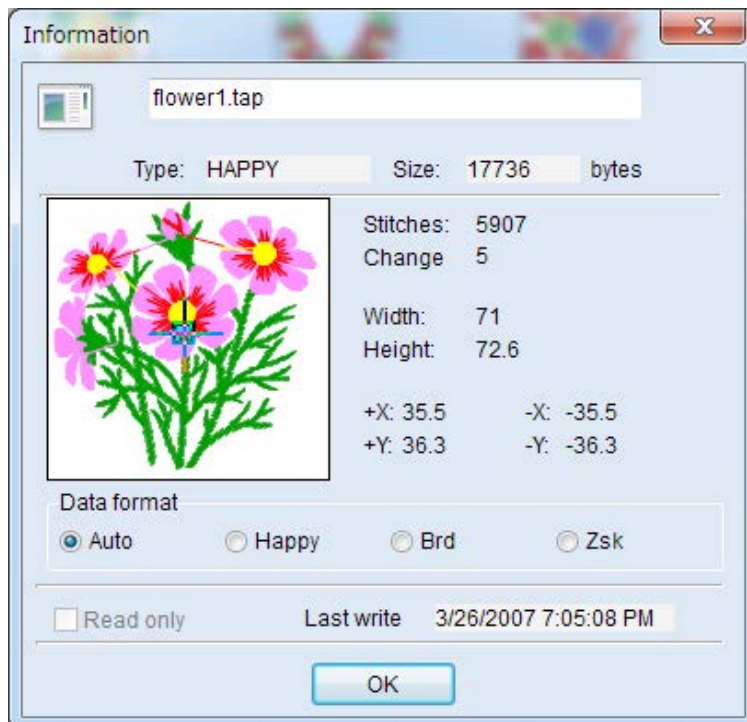 Information
flower1.tap
Type: HAPPY Size: 17736 bytes
Stitches: 5907
Change 5
Width: 71
Height: 72.6
+X: 35.5 -X: -35.5
+Y: 36.3 -Y: -36.3
Data format
Auto Happy Brd Zsk
Read only Last write 3/26/2007 7:05:08 PM
OK